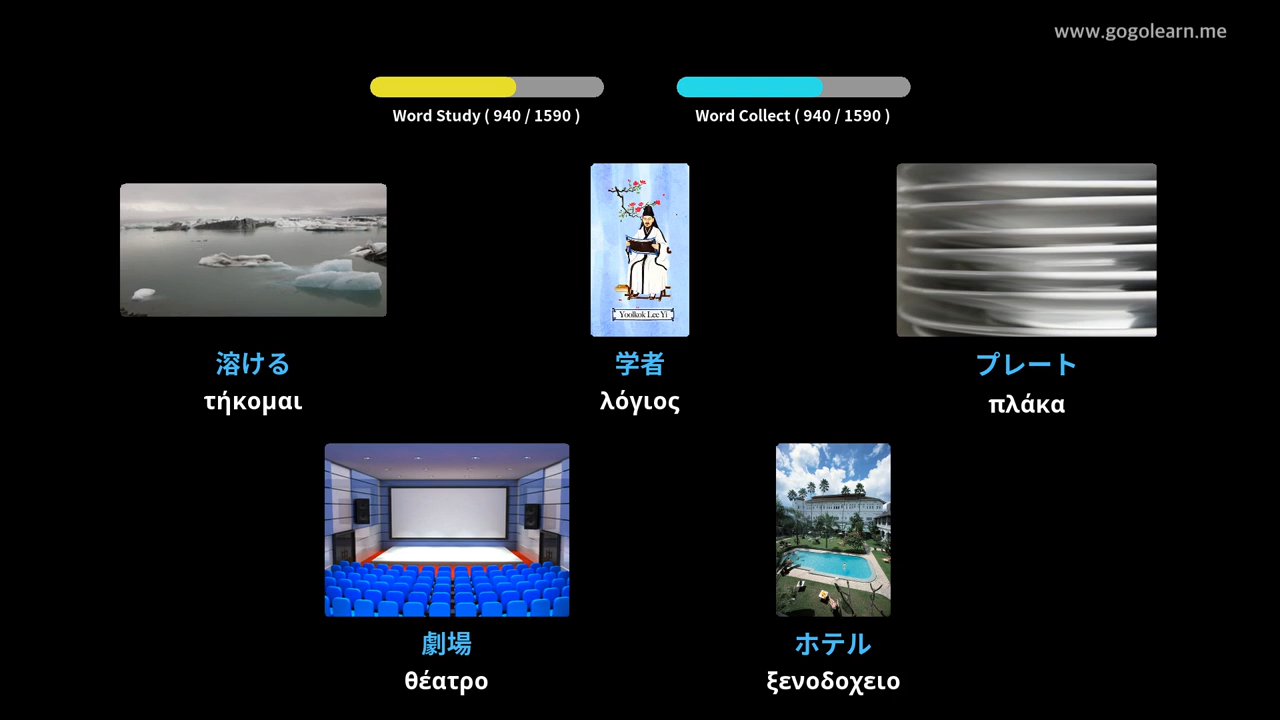 www.gogolearn.me
Word Study ( 940 / 1590 )
Word Collect ( 940 / 1590 )
Yoolkok Lee Yi
溶ける
τήκομαι
学者
λόγιος
プレート
πλάκα
劇場
θέατρο
ホテル
ξενοδοχειο